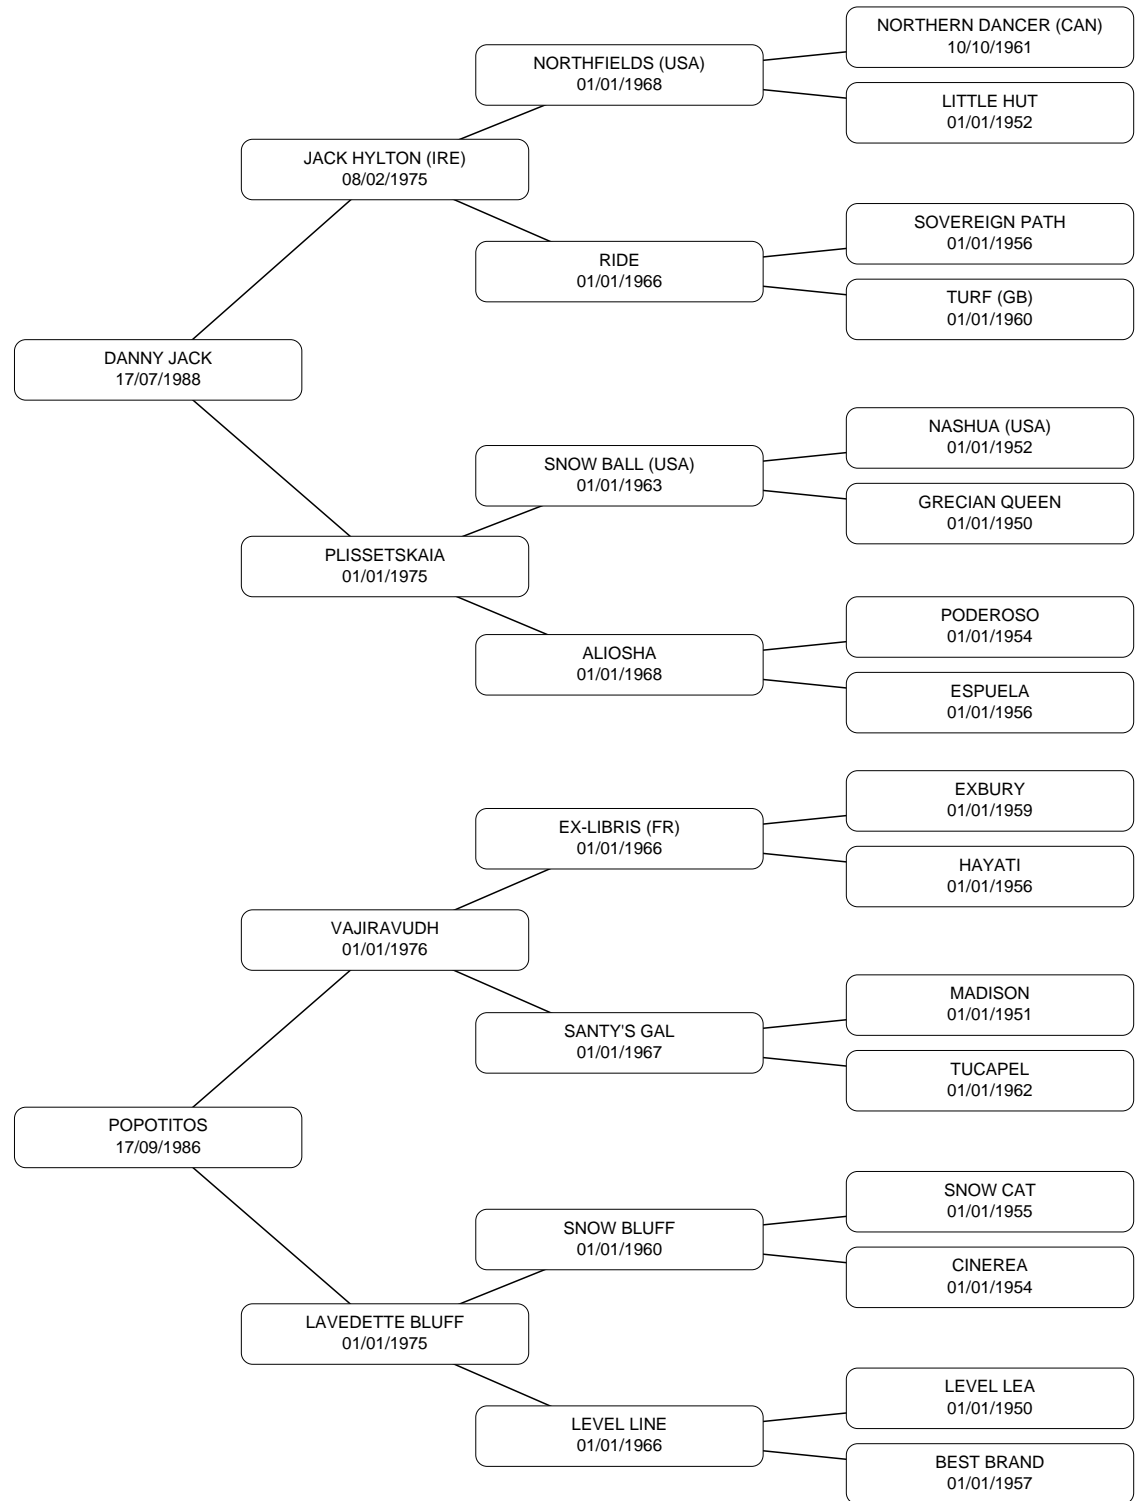 NORTHERN DANCER (CAN)
10/10/1961
NORTHFIELDS (USA)
01/01/1968
LITTLE HUT
01/01/1952
JACK HYLTON (IRE)
08/02/1975
SOVEREIGN PATH
01/01/1956
RIDE
01/01/1966
TURF (GB)
01/01/1960
DANNY JACK
17/07/1988
NASHUA (USA)
01/01/1952
SNOW BALL (USA)
01/01/1963
GRECIAN QUEEN
01/01/1950
PLISSETSKAIA
01/01/1975
PODEROSO
01/01/1954
ALIOSHA
01/01/1968
ESPUELA
01/01/1956
EXBURY
01/01/1959
EX-LIBRIS (FR)
01/01/1966
HAYATI
01/01/1956
VAJIRAVUDH
01/01/1976
MADISON
01/01/1951
SANTY'S GAL
01/01/1967
TUCAPEL
01/01/1962
POPOTITOS
17/09/1986
SNOW CAT
01/01/1955
SNOW BLUFF
01/01/1960
CINEREA
01/01/1954
LAVEDETTE BLUFF
01/01/1975
LEVEL LEA
01/01/1950
LEVEL LINE
01/01/1966
BEST BRAND
01/01/1957